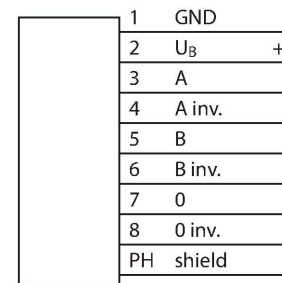 1 GND
2 U_B +
3 A
4 A inv.
5 B
6 B inv.
7 0
8 0 inv.
PH shield